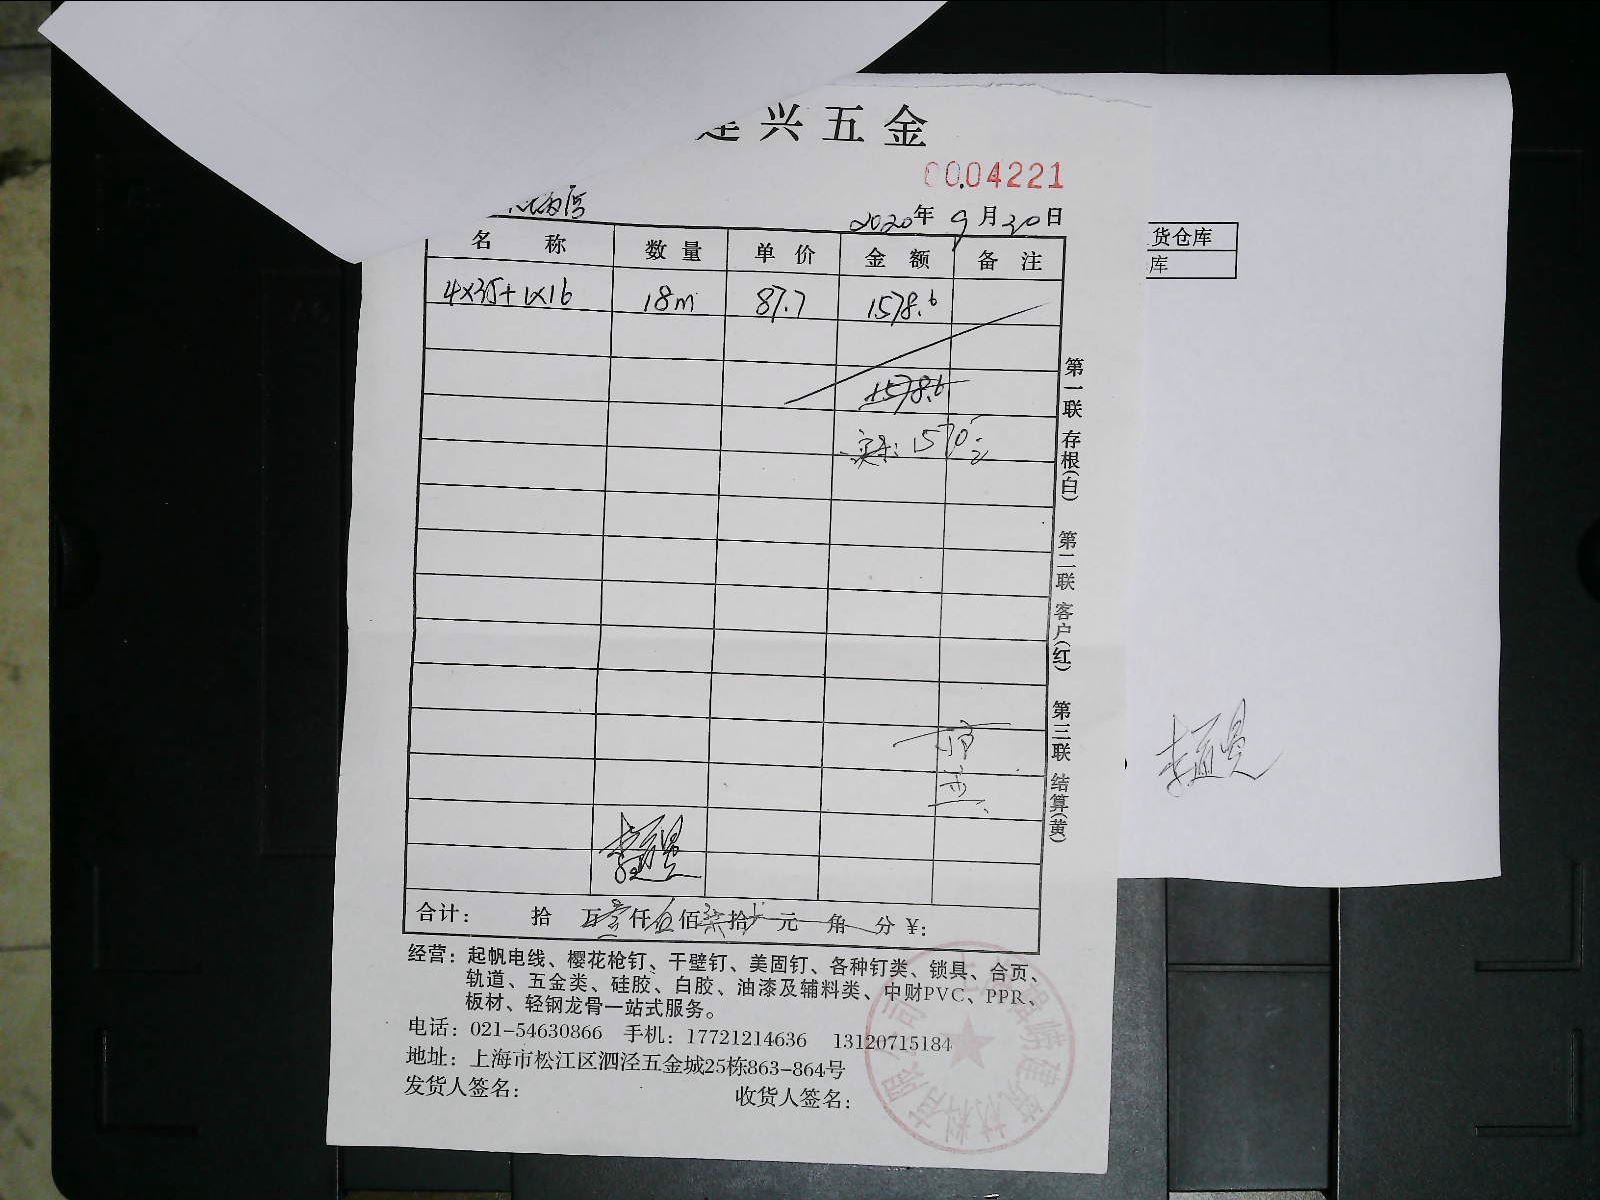 兴五金
0004221
2020年9月30日
名 称 数量 单价 金额 备注
4×35+1×16 18m 87.7 1578.6
1578.6
实 : 1570元
第一联 存根(白) 第二联 客户(红) 第三联 结算(黄)
合计: 拾 万壹仟伍佰柒拾 元 角 分 ¥:
经营: 起帆电线、樱花枪钉、干壁钉、美固钉、各种钉类、锁具、合页、
轨道、五金类、硅胶、白胶、油漆及辅料类、中财PVC、PPR、
板材、轻钢龙骨一站式服务。
电话: 021-54630866 手机: 17721214636 13120715184
地址: 上海市松江区泗泾五金城25栋863-864号
发货人签名: 收货人签名:
货仓库
库